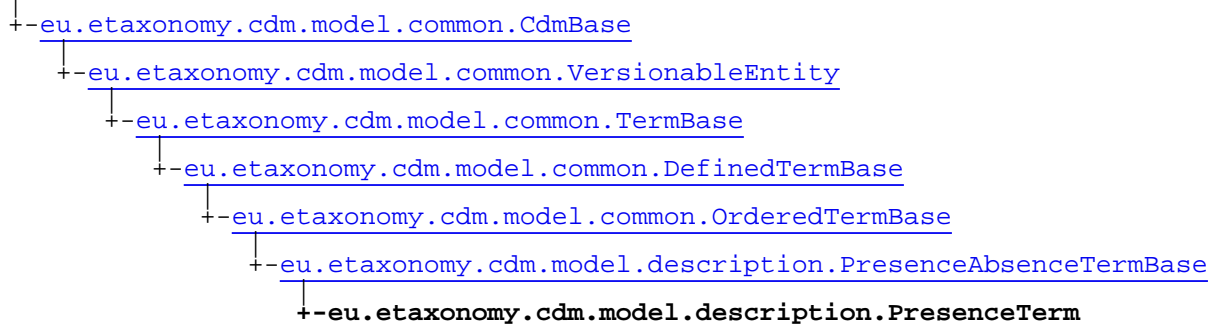 +-eu.etaxonomy.cdm.model.common.CdmBase
+-eu.etaxonomy.cdm.model.common.VersionableEntity
+-eu.etaxonomy.cdm.model.common.TermBase
+-eu.etaxonomy.cdm.model.common.DefinedTermBase
+-eu.etaxonomy.cdm.model.common.OrderedTermBase
+-eu.etaxonomy.cdm.model.description.PresenceAbsenceTermBase
+-eu.etaxonomy.cdm.model.description.PresenceTerm